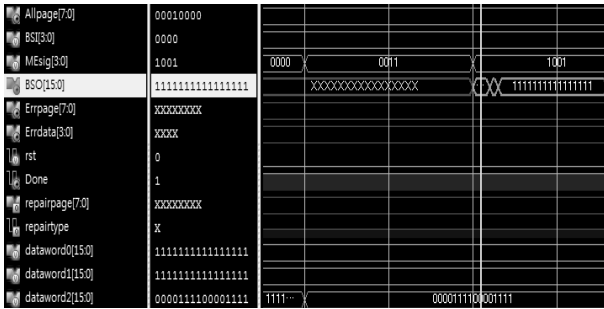 Allpage[7:0] 00010000
BSI[3:0] 0000
MEsig[3:0] 1001 0000 0011 1001
BSO[15:0] 1111111111111111 XXXXXXXXXXXXXXXX 1111111111111111
Errpage[7:0] XXXXXXXX
Errdata[3:0] XXXX
rst 0
Done 1
repairpage[7:0] XXXXXXXX
repairtype X
dataword0[15:0] 1111111111111111
dataword1[15:0] 1111111111111111
dataword2[15:0] 0000111100001111 1111··· 0000111100001111